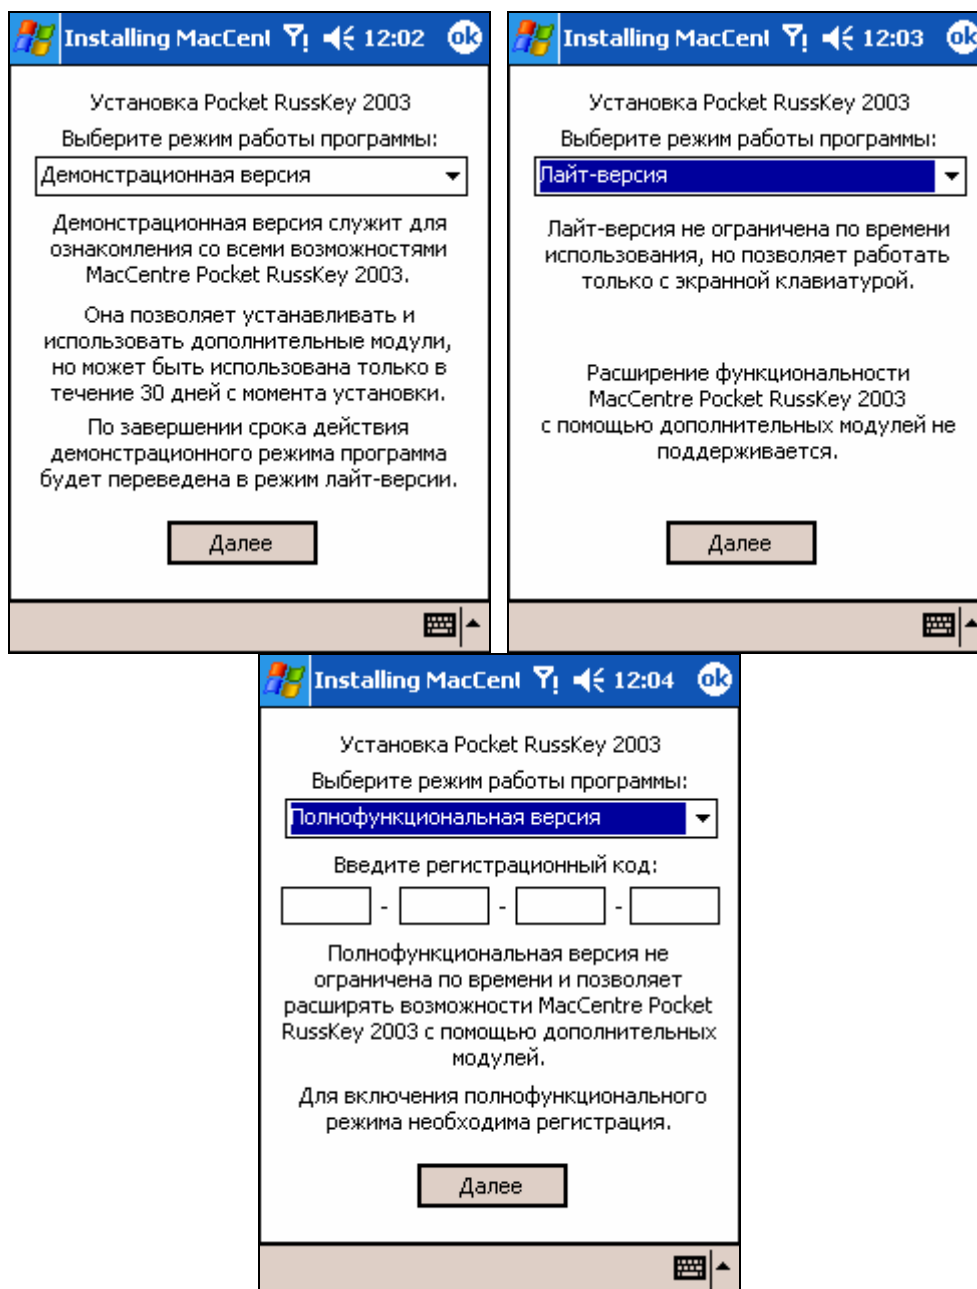 Installing MacCenl 12:02 ok
Установка Pocket RussKey 2003
Выберите режим работы программы:
Демонстрационная версия
Демонстрационная версия служит для
ознакомления со всеми возможностями
MacCentre Pocket RussKey 2003.
Она позволяет устанавливать и
использовать дополнительные модули,
но может быть использована только в
течение 30 дней с момента установки.
По завершении срока действия
демонстрационного режима программа
будет переведена в режим лайт-версии.
Далее
Installing MacCenl 12:03 ok
Установка Pocket RussKey 2003
Выберите режим работы программы:
Лайт-версия
Лайт-версия не ограничена по времени
использования, но позволяет работать
только с экранной клавиатурой.
Расширение функциональности
MacCentre Pocket RussKey 2003
с помощью дополнительных модулей не
поддерживается.
Далее
Installing MacCenl 12:04 ok
Установка Pocket RussKey 2003
Выберите режим работы программы:
Полнофункциональная версия
Введите регистрационный код:
- - -
Полнофункциональная версия не
ограничена по времени и позволяет
расширять возможности MacCentre Pocket
RussKey 2003 с помощью дополнительных
модулей.
Для включения полнофункционального
режима необходима регистрация.
Далее